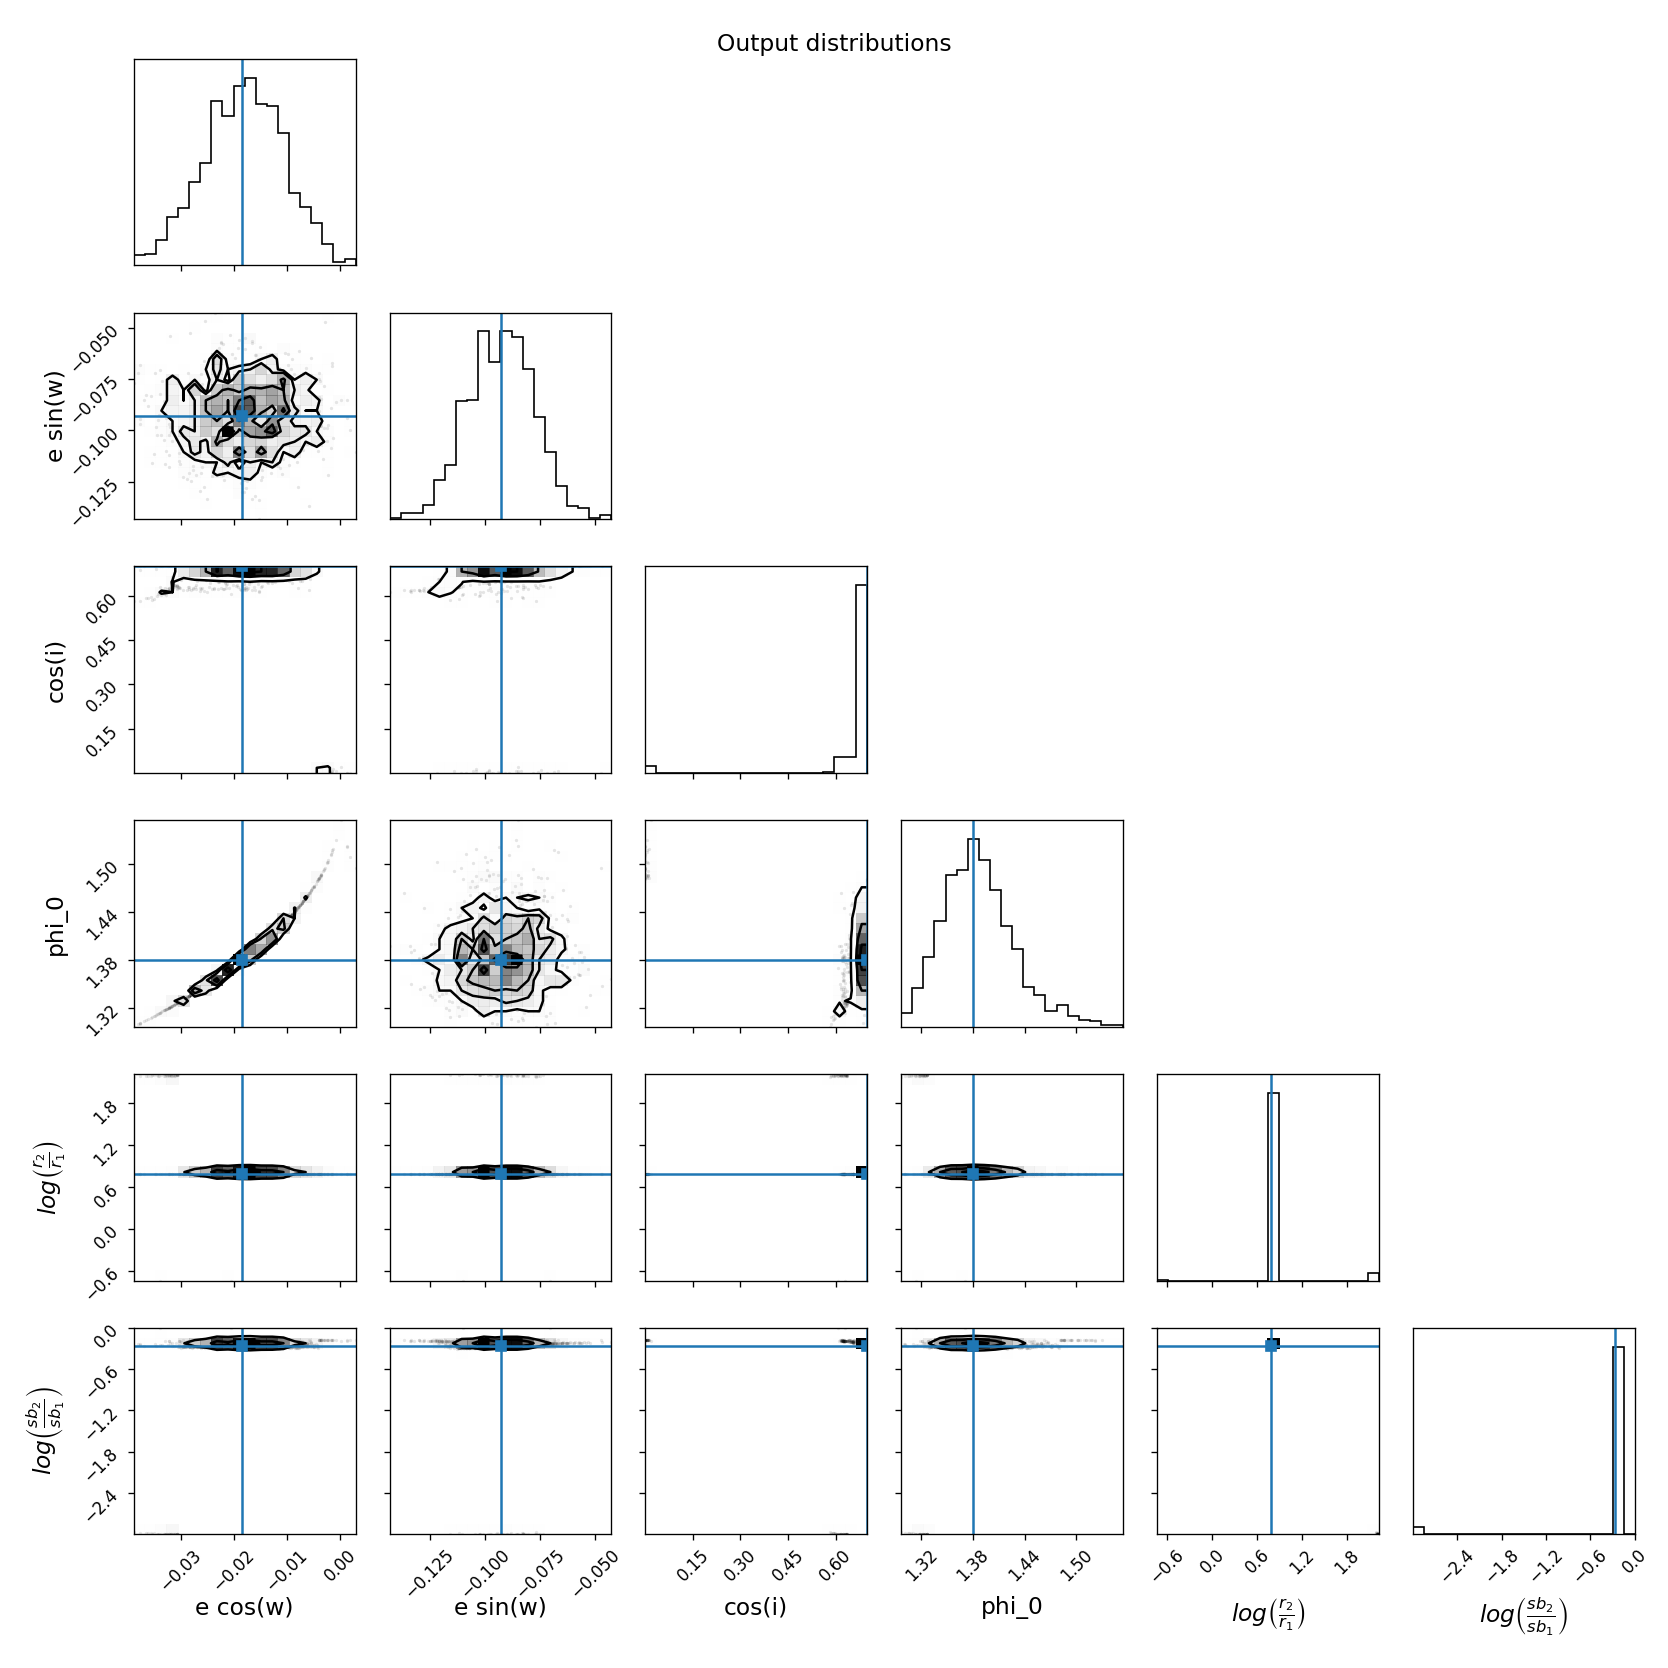 Output distributions
e sin(w)
−0.050
−0.075
−0.100
−0.125
cos(i)
0.60
0.45
0.30
0.15
phi_0
1.50
1.44
1.38
1.32
log(r₂/r₁)
1.8
1.2
0.6
0.0
−0.6
log(sb₂/sb₁)
0.0
−0.6
−1.2
−1.8
−2.4
−0.03 −0.02 −0.01 0.00
e cos(w)
−0.125 −0.100 −0.075 −0.050
e sin(w)
0.15 0.30 0.45 0.60
cos(i)
1.32 1.38 1.44 1.50
phi_0
−0.6 0.0 0.6 1.2 1.8
log(r₂/r₁)
−2.4 −1.8 −1.2 −0.6 0.0
log(sb₂/sb₁)